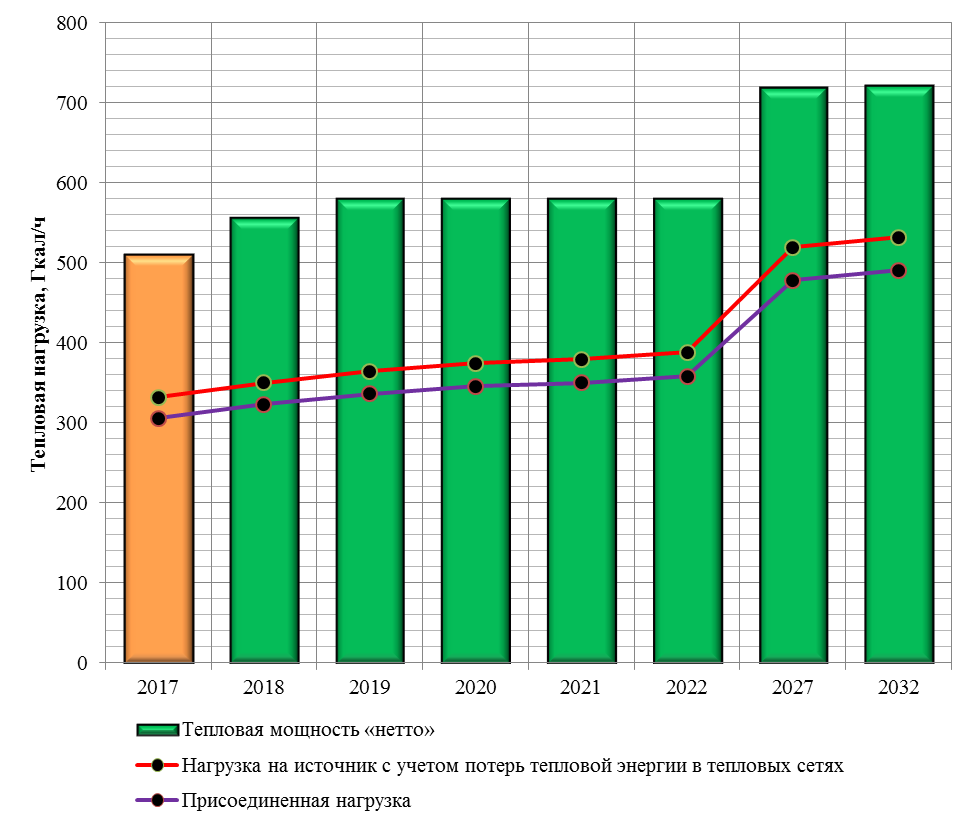 Тепловая нагрузка, Гкал/ч
800
700
600
500
400
300
200
100
0
2017 2018 2019 2020 2021 2022 2027 2032
Тепловая мощность «нетто»
Нагрузка на источник с учетом потерь тепловой энергии в тепловых сетях
Присоединенная нагрузка